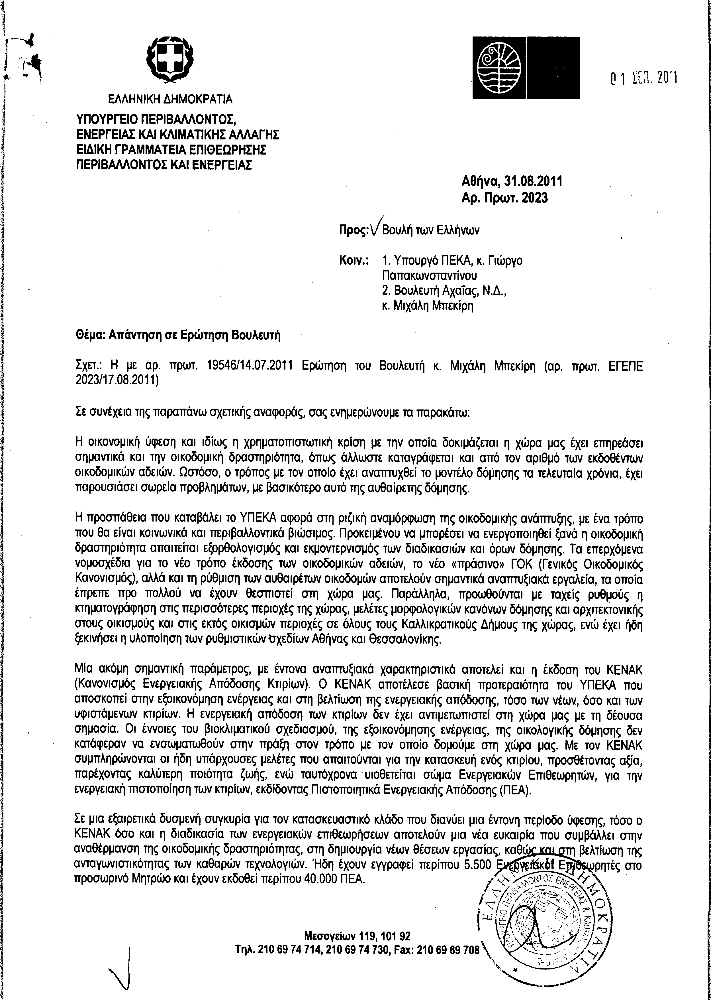 01 ΣΕΠ. 2011
ΕΛΛΗΝΙΚΗ ΔΗΜΟΚΡΑΤΙΑ
ΥΠΟΥΡΓΕΙΟ ΠΕΡΙΒΑΛΛΟΝΤΟΣ,
ΕΝΕΡΓΕΙΑΣ ΚΑΙ ΚΛΙΜΑΤΙΚΗΣ ΑΛΛΑΓΗΣ
ΕΙΔΙΚΗ ΓΡΑΜΜΑΤΕΙΑ ΕΠΙΘΕΩΡΗΣΗΣ
ΠΕΡΙΒΑΛΛΟΝΤΟΣ ΚΑΙ ΕΝΕΡΓΕΙΑΣ
Αθήνα, 31.08.2011
Αρ. Πρωτ. 2023
Προς: Βουλή των Ελλήνων
Κοιν.: 1. Υπουργό ΠΕΚΑ, κ. Γιώργο
Παπακωνσταντίνου
2. Βουλευτή Αχαΐας, Ν.Δ.,
κ. Μιχάλη Μπεκίρη
Θέμα: Απάντηση σε Ερώτηση Βουλευτή
Σχετ.: Η με αρ. πρωτ. 19546/14.07.2011 Ερώτηση του Βουλευτή κ. Μιχάλη Μπεκίρη (αρ. πρωτ. ΕΓΕΠΕ
2023/17.08.2011)
Σε συνέχεια της παραπάνω σχετικής αναφοράς, σας ενημερώνουμε τα παρακάτω:
Η οικονομική ύφεση και ιδίως η χρηματοπιστωτική κρίση με την οποία δοκιμάζεται η χώρα μας έχει επηρεάσει
σημαντικά και την οικοδομική δραστηριότητα, όπως άλλωστε καταγράφεται και από τον αριθμό των εκδοθέντων
οικοδομικών αδειών. Ωστόσο, ο τρόπος με τον οποίο έχει αναπτυχθεί το μοντέλο δόμησης τα τελευταία χρόνια, έχει
παρουσιάσει σωρεία προβλημάτων, με βασικότερο αυτό της αυθαίρετης δόμησης.
Η προσπάθεια που καταβάλει το ΥΠΕΚΑ αφορά στη ριζική αναμόρφωση της οικοδομικής ανάπτυξης, με ένα τρόπο
που θα είναι κοινωνικά και περιβαλλοντικά βιώσιμος. Προκειμένου να μπορέσει να ενεργοποιηθεί ξανά η οικοδομική
δραστηριότητα απαιτείται εξορθολογισμός και εκμοντερνισμός των διαδικασιών και όρων δόμησης. Τα επερχόμενα
νομοσχέδια για το νέο τρόπο έκδοσης των οικοδομικών αδειών, το νέο «πράσινο» ΓΟΚ (Γενικός Οικοδομικός
Κανονισμός), αλλά και τη ρύθμιση των αυθαιρέτων οικοδομών αποτελούν σημαντικά αναπτυξιακά εργαλεία, τα οποία
έπρεπε προ πολλού να έχουν θεσπιστεί στη χώρα μας. Παράλληλα, προωθούνται με ταχείς ρυθμούς η
κτηματογράφηση στις περισσότερες περιοχές της χώρας, μελέτες μορφολογικών κανόνων δόμησης και αρχιτεκτονικής
στους οικισμούς και στις εκτός οικισμών περιοχές σε όλους τους Καλλικρατικούς Δήμους της χώρας, ενώ έχει ήδη
ξεκινήσει η υλοποίηση των ρυθμιστικών σχεδίων Αθήνας και Θεσσαλονίκης.
Μία ακόμη σημαντική παράμετρος, με έντονα αναπτυξιακά χαρακτηριστικά αποτελεί και η έκδοση του ΚΕΝΑΚ
(Κανονισμός Ενεργειακής Απόδοσης Κτιρίων). Ο ΚΕΝΑΚ αποτέλεσε βασική προτεραιότητα του ΥΠΕΚΑ που
αποσκοπεί στην εξοικονόμηση ενέργειας και στη βελτίωση της ενεργειακής απόδοσης, τόσο των νέων, όσο και των
υφιστάμενων κτιρίων. Η ενεργειακή απόδοση των κτιρίων δεν έχει αντιμετωπιστεί στη χώρα μας με τη δέουσα
σημασία. Οι έννοιες του βιοκλιματικού σχεδιασμού, της εξοικονόμησης ενέργειας, της οικολογικής δόμησης δεν
κατάφεραν να ενσωματωθούν στην πράξη στον τρόπο με τον οποίο δομούμε στη χώρα μας. Με τον ΚΕΝΑΚ
συμπληρώνονται οι ήδη υπάρχουσες μελέτες που απαιτούνται για την κατασκευή ενός κτιρίου, προσθέτοντας αξία,
παρέχοντας καλύτερη ποιότητα ζωής, ενώ ταυτόχρονα υιοθετείται σώμα Ενεργειακών Επιθεωρητών, για την
ενεργειακή πιστοποίηση των κτιρίων, εκδίδοντας Πιστοποιητικά Ενεργειακής Απόδοσης (ΠΕΑ).
Σε μια εξαιρετικά δυσμενή συγκυρία για τον κατασκευαστικό κλάδο που διανύει μια έντονη περίοδο ύφεσης, τόσο ο
ΚΕΝΑΚ όσο και η διαδικασία των ενεργειακών επιθεωρήσεων αποτελούν μια νέα ευκαιρία που συμβάλλει στην
αναθέρμανση της οικοδομικής δραστηριότητας, στη δημιουργία νέων θέσεων εργασίας, καθώς και στη βελτίωση της
ανταγωνιστικότητας των καθαρών τεχνολογιών. Ήδη έχουν εγγραφεί περίπου 5.500 Ενεργειακοί Επιθεωρητές στο
προσωρινό Μητρώο και έχουν εκδοθεί περίπου 40.000 ΠΕΑ.
ΕΛΛΗΝΙΚΗ ΔΗΜΟΚΡΑΤΙΑ
ΥΠΟΥΡΓΕΙΟ ΠΕΡΙΒΑΛΛΟΝΤΟΣ ΕΝΕΡΓΕΙΑΣ & ΚΛΙΜΑΤΙΚΗΣ ΑΛΛΑΓΗΣ
Μεσογείων 119, 101 92
Τηλ. 210 69 74 714, 210 69 74 730, Fax: 210 69 69 708